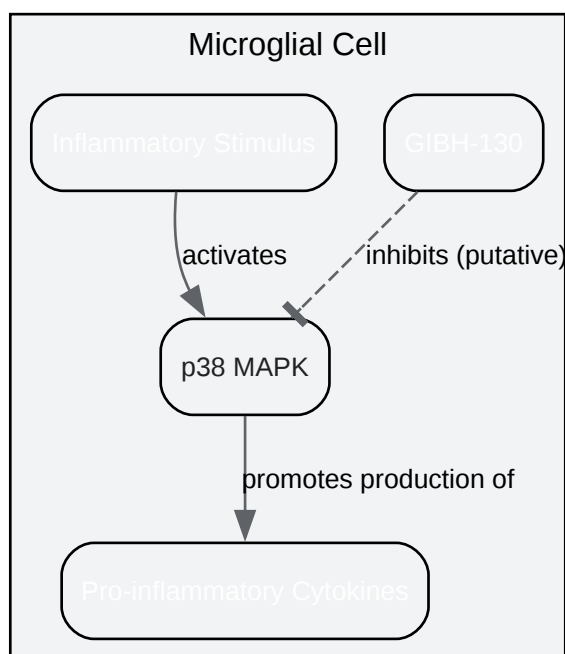 Microglial Cell
Inflammatory Stimulus
GIBH-130
activates
inhibits (putative)
p38 MAPK
promotes production of
Pro-inflammatory Cytokines